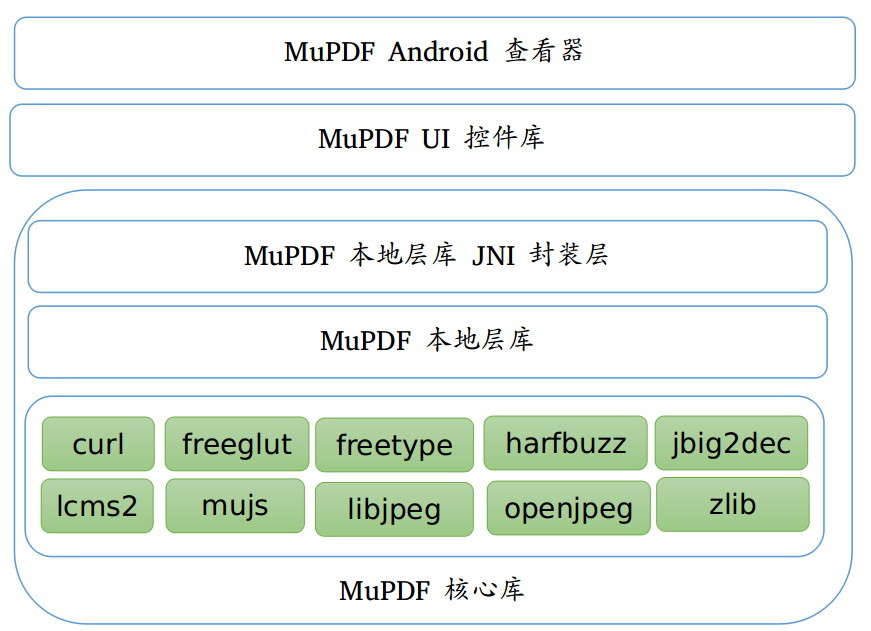 MuPDF Android 查看器
MuPDF UI 控件库
MuPDF 本地层库 JNI 封装层
MuPDF 本地层库
curl freeglut freetype harfbuzz jbig2dec
lcms2 mujs libjpeg openjpeg zlib
MuPDF 核心库